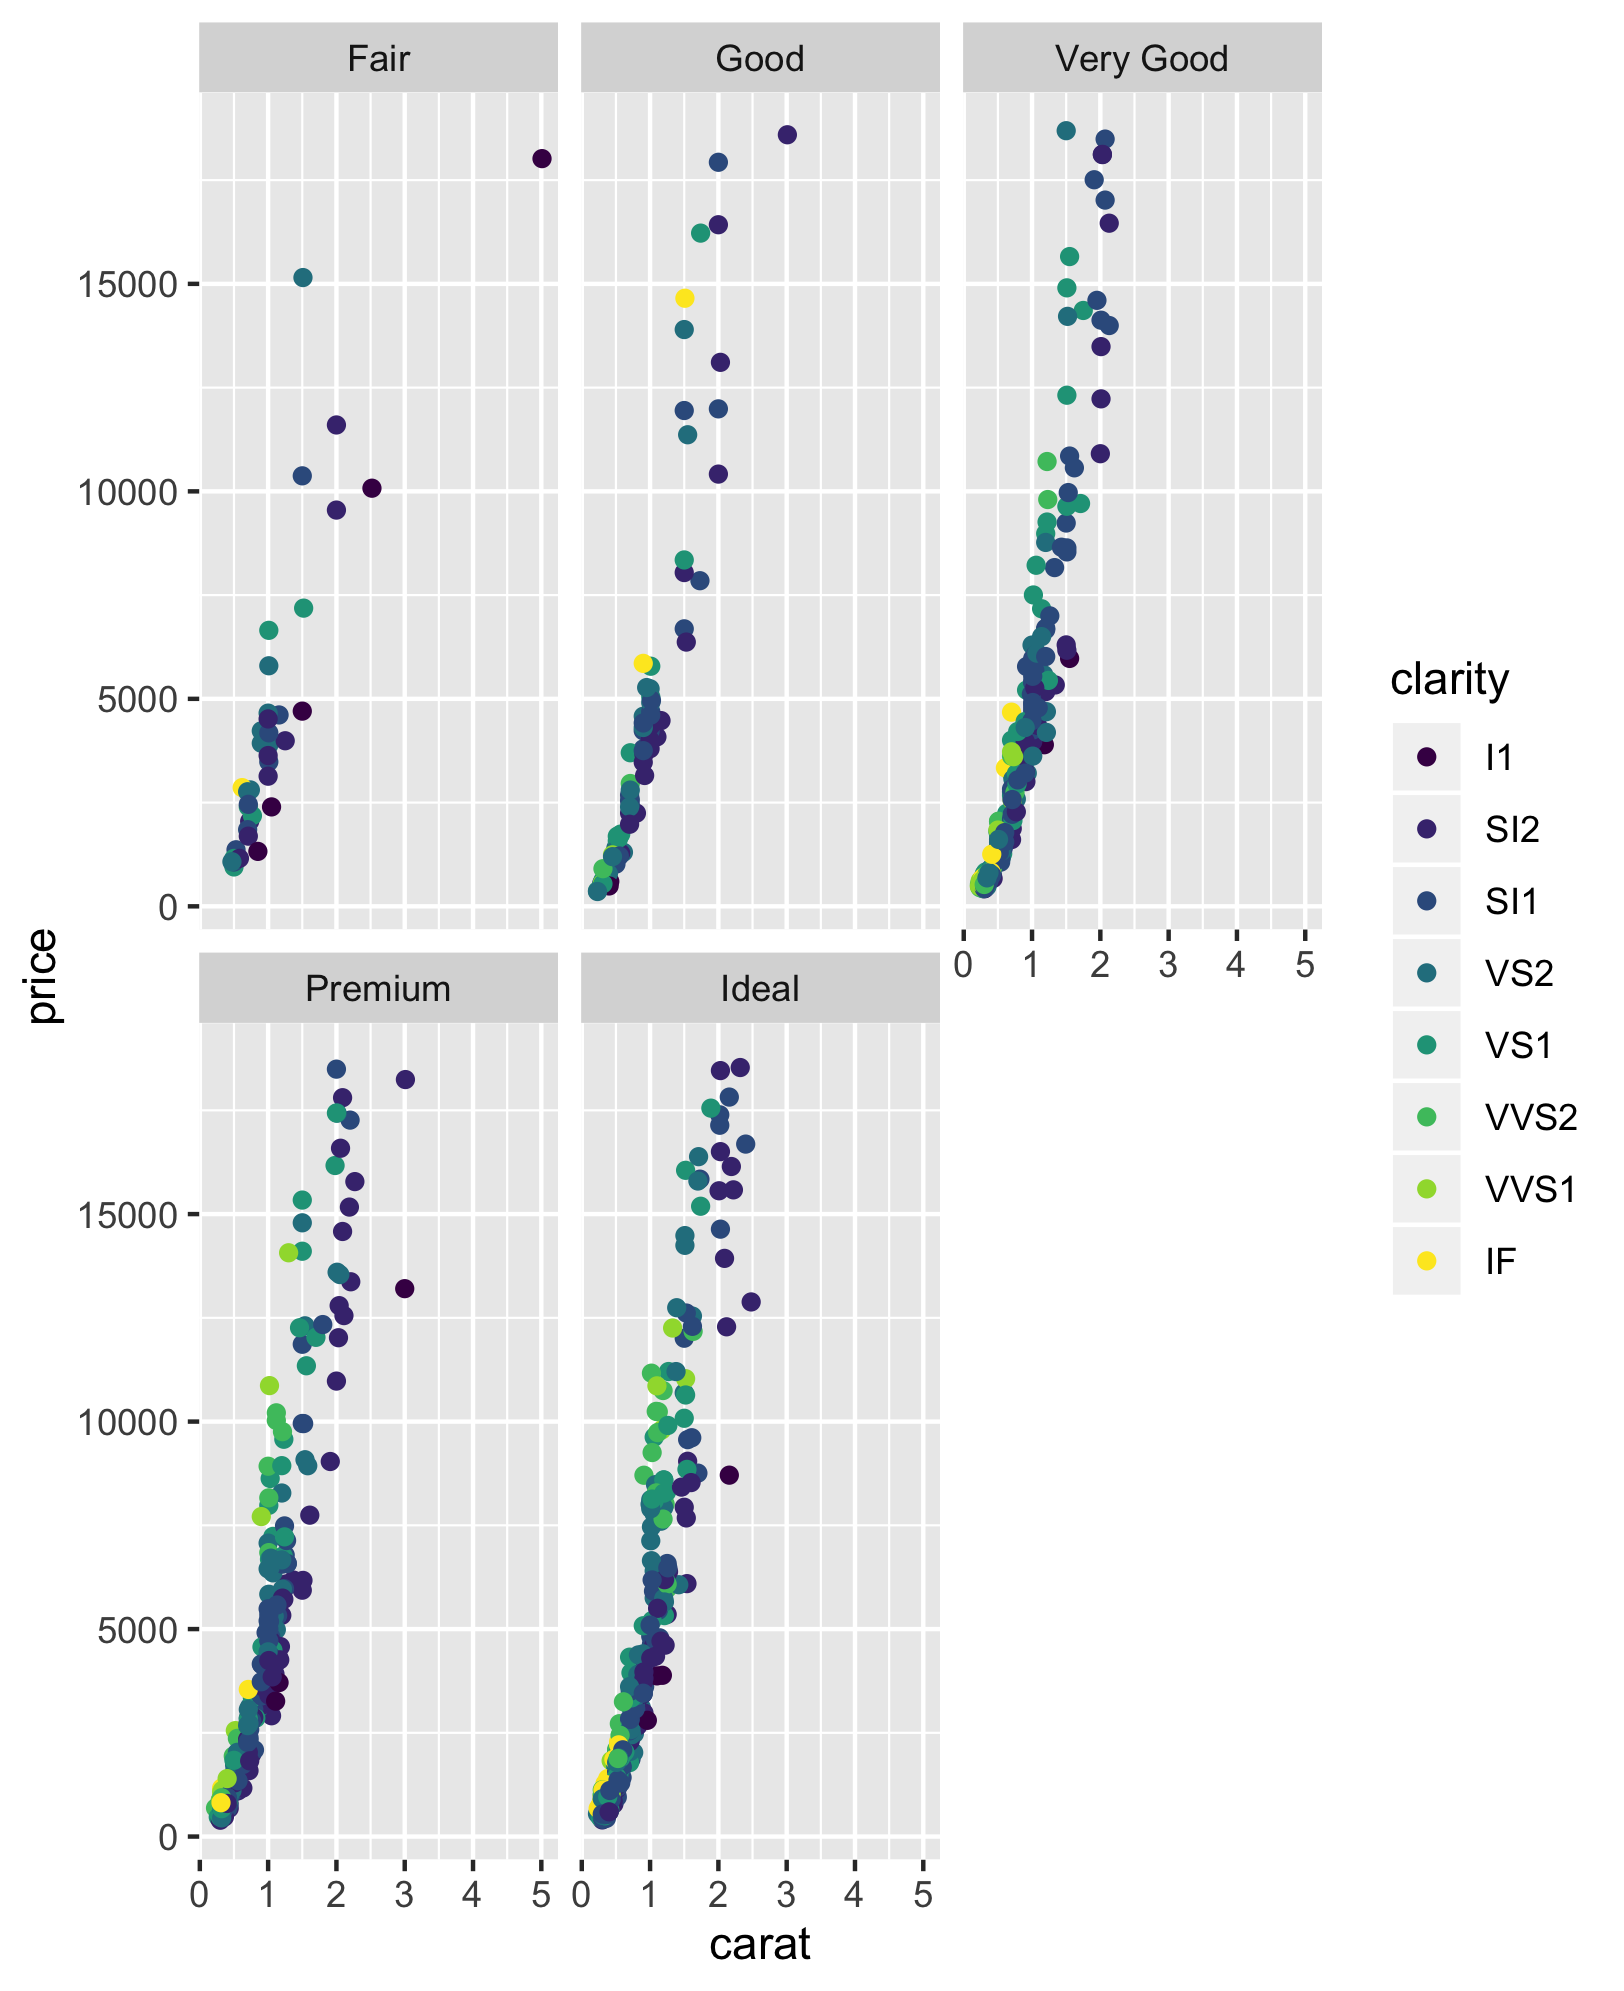 Fair Good Very Good
15000
10000
5000
0
0 1 2 3 4 5
price
Premium Ideal
15000
10000
5000
0
0 1 2 3 4 5 0 1 2 3 4 5
carat
clarity
I1
SI2
SI1
VS2
VS1
VVS2
VVS1
IF